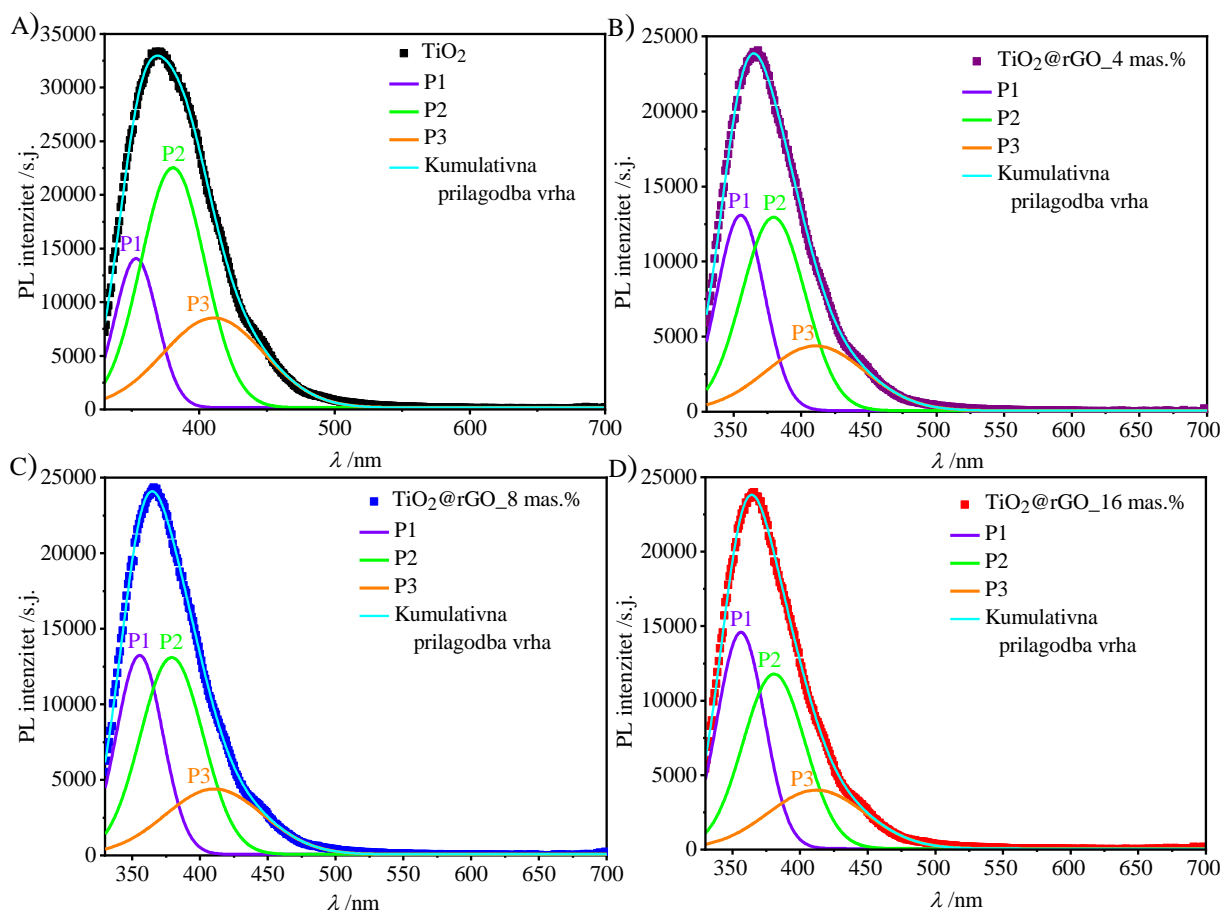 A)
35000
30000
25000
20000
15000
10000
5000
0
PL intenzitet /s.j.
TiO2
P1
P2
P3
Kumulativna
prilagodba vrha
P1
P2
P3
400
500
600
700
λ /nm
B)
25000
20000
15000
10000
5000
0
PL intenzitet /s.j.
TiO2@rGO_4 mas.%
P1
P2
P3
Kumulativna
prilagodba vrha
P1
P2
P3
350
400
450
500
550
600
650
700
λ /nm
C)
25000
20000
15000
10000
5000
0
PL intenzitet /s.j.
TiO2@rGO_8 mas.%
P1
P2
P3
Kumulativna
prilagodba vrha
P1
P2
P3
350
400
450
500
550
600
650
700
λ /nm
D)
25000
20000
15000
10000
5000
0
PL intenzitet /s.j.
TiO2@rGO_16 mas.%
P1
P2
P3
Kumulativna
prilagodba vrha
P1
P2
P3
350
400
450
500
550
600
650
700
λ /nm